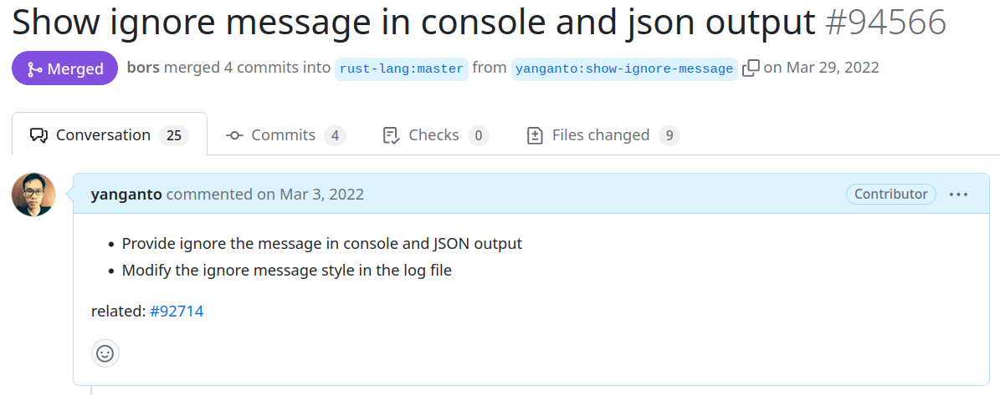 Show ignore message in console and json output #94566
Merged bors merged 4 commits into rust-lang:master from yanganto:show-ignore-message on Mar 29, 2022
Conversation 25 Commits 4 Checks 0 Files changed 9
yanganto commented on Mar 3, 2022 Contributor
• Provide ignore the message in console and JSON output
• Modify the ignore message style in the log file
related: #92714